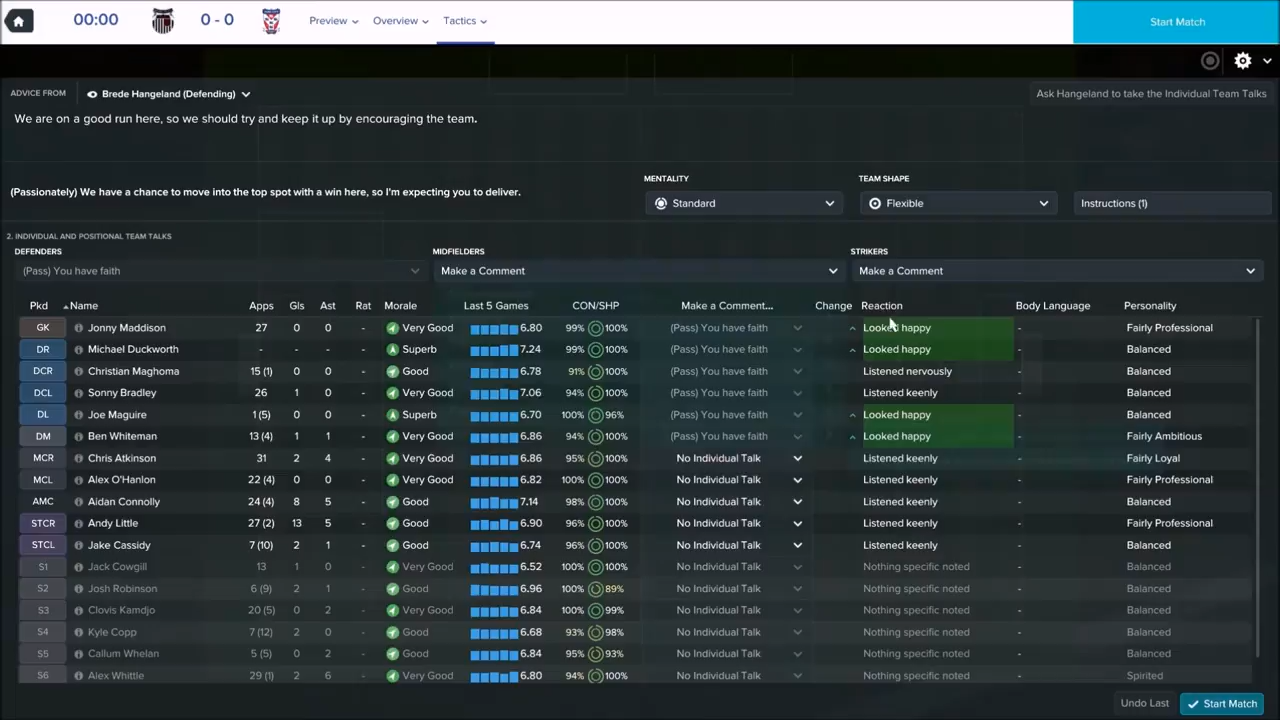 00:00 0 - 0 Preview Overview Tactics Start Match
ADVICE FROM Brede Hangeland (Defending) Ask Hangeland to take the Individual Team Talks
We are on a good run here, so we should try and keep it up by encouraging the team.
MENTALITY TEAM SHAPE
(Passionately) We have a chance to move into the top spot with a win here, so I'm expecting you to deliver. Standard Flexible Instructions (1)
2. INDIVIDUAL AND POSITIONAL TEAM TALKS
DEFENDERS MIDFIELDERS STRIKERS
(Pass) You have faith Make a Comment Make a Comment
Pkd Name Apps Gls Ast Rat Morale Last 5 Games CON/SHP Make a Comment... Change Reaction Body Language Personality
GK Jonny Maddison 27 0 0 - Very Good 6.80 99% 100% (Pass) You have faith Looked happy - Fairly Professional
DR Michael Duckworth - - - - Superb 7.24 99% 100% (Pass) You have faith Looked happy - Balanced
DCR Christian Maghoma 15 (1) 0 0 - Good 6.78 91% 100% (Pass) You have faith Listened nervously - Balanced
DCL Sonny Bradley 26 1 0 - Very Good 7.06 94% 100% (Pass) You have faith Listened keenly - Balanced
DL Joe Maguire 1 (5) 0 0 - Superb 6.70 100% 96% (Pass) You have faith Looked happy - Balanced
DM Ben Whiteman 13 (4) 1 1 - Very Good 6.86 94% 100% (Pass) You have faith Looked happy - Fairly Ambitious
MCR Chris Atkinson 31 2 4 - Very Good 6.86 95% 100% No Individual Talk Listened keenly - Fairly Loyal
MCL Alex O'Hanlon 22 (4) 0 0 - Very Good 6.82 100% 100% No Individual Talk Listened keenly - Fairly Professional
AMC Aidan Connolly 24 (4) 8 5 - Good 7.14 98% 100% No Individual Talk Listened keenly - Balanced
STCR Andy Little 27 (2) 13 5 - Good 6.90 96% 100% No Individual Talk Listened keenly - Fairly Professional
STCL Jake Cassidy 7 (10) 2 1 - Good 6.74 96% 100% No Individual Talk Listened keenly - Balanced
S1 Jack Cowgill 13 1 0 - Very Good 6.52 100% 100% No Individual Talk Nothing specific noted - Balanced
S2 Josh Robinson 6 (9) 2 1 - Good 6.96 100% 89% No Individual Talk Nothing specific noted - Balanced
S3 Clovis Kamdjo 20 (5) 0 2 - Very Good 6.84 100% 99% No Individual Talk Nothing specific noted - Balanced
S4 Kyle Copp 7 (12) 2 0 - Good 6.68 93% 98% No Individual Talk Nothing specific noted - Balanced
S5 Callum Whelan 5 (5) 0 2 - Good 6.84 95% 93% No Individual Talk Nothing specific noted - Balanced
S6 Alex Whittle 29 (1) 2 6 - Very Good 6.80 94% 100% No Individual Talk Nothing specific noted - Spirited
Undo Last Start Match